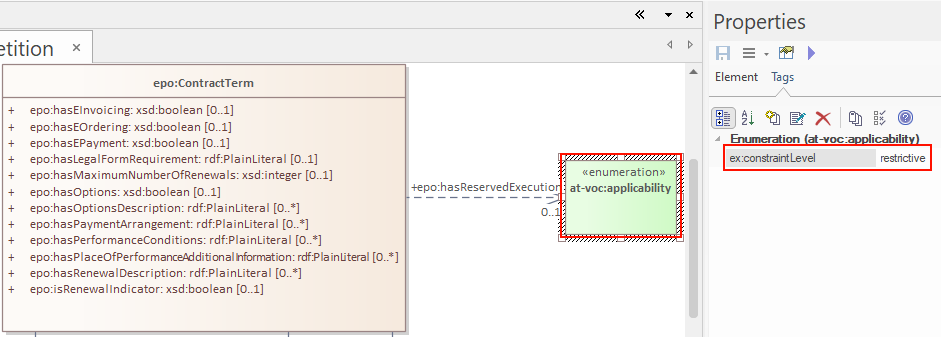 etition ×
epo:ContractTerm
+ epo:hasEInvoicing: xsd:boolean [0..1]
+ epo:hasEOrdering: xsd:boolean [0..1]
+ epo:hasEPayment: xsd:boolean [0..1]
+ epo:hasLegalFormRequirement: rdf:PlainLiteral [0..1]
+ epo:hasMaximumNumberOfRenewals: xsd:integer [0..1]
+ epo:hasOptions: xsd:boolean [0..1]
+ epo:hasOptionsDescription: rdf:PlainLiteral [0..*]
+ epo:hasPaymentArrangement: rdf:PlainLiteral [0..*]
+ epo:hasPerformanceConditions: rdf:PlainLiteral [0..*]
+ epo:hasPlaceOfPerformanceAdditionalInformation: rdf:PlainLiteral [0..*]
+ epo:hasRenewalDescription: rdf:PlainLiteral [0..*]
+ epo:isRenewalIndicator: xsd:boolean [0..1]
+epo:hasReservedExecution
0..1
«enumeration»
at-voc:applicability
Properties
Element Tags
Enumeration (at-voc:applicability)
ex:constraintLevel restrictive